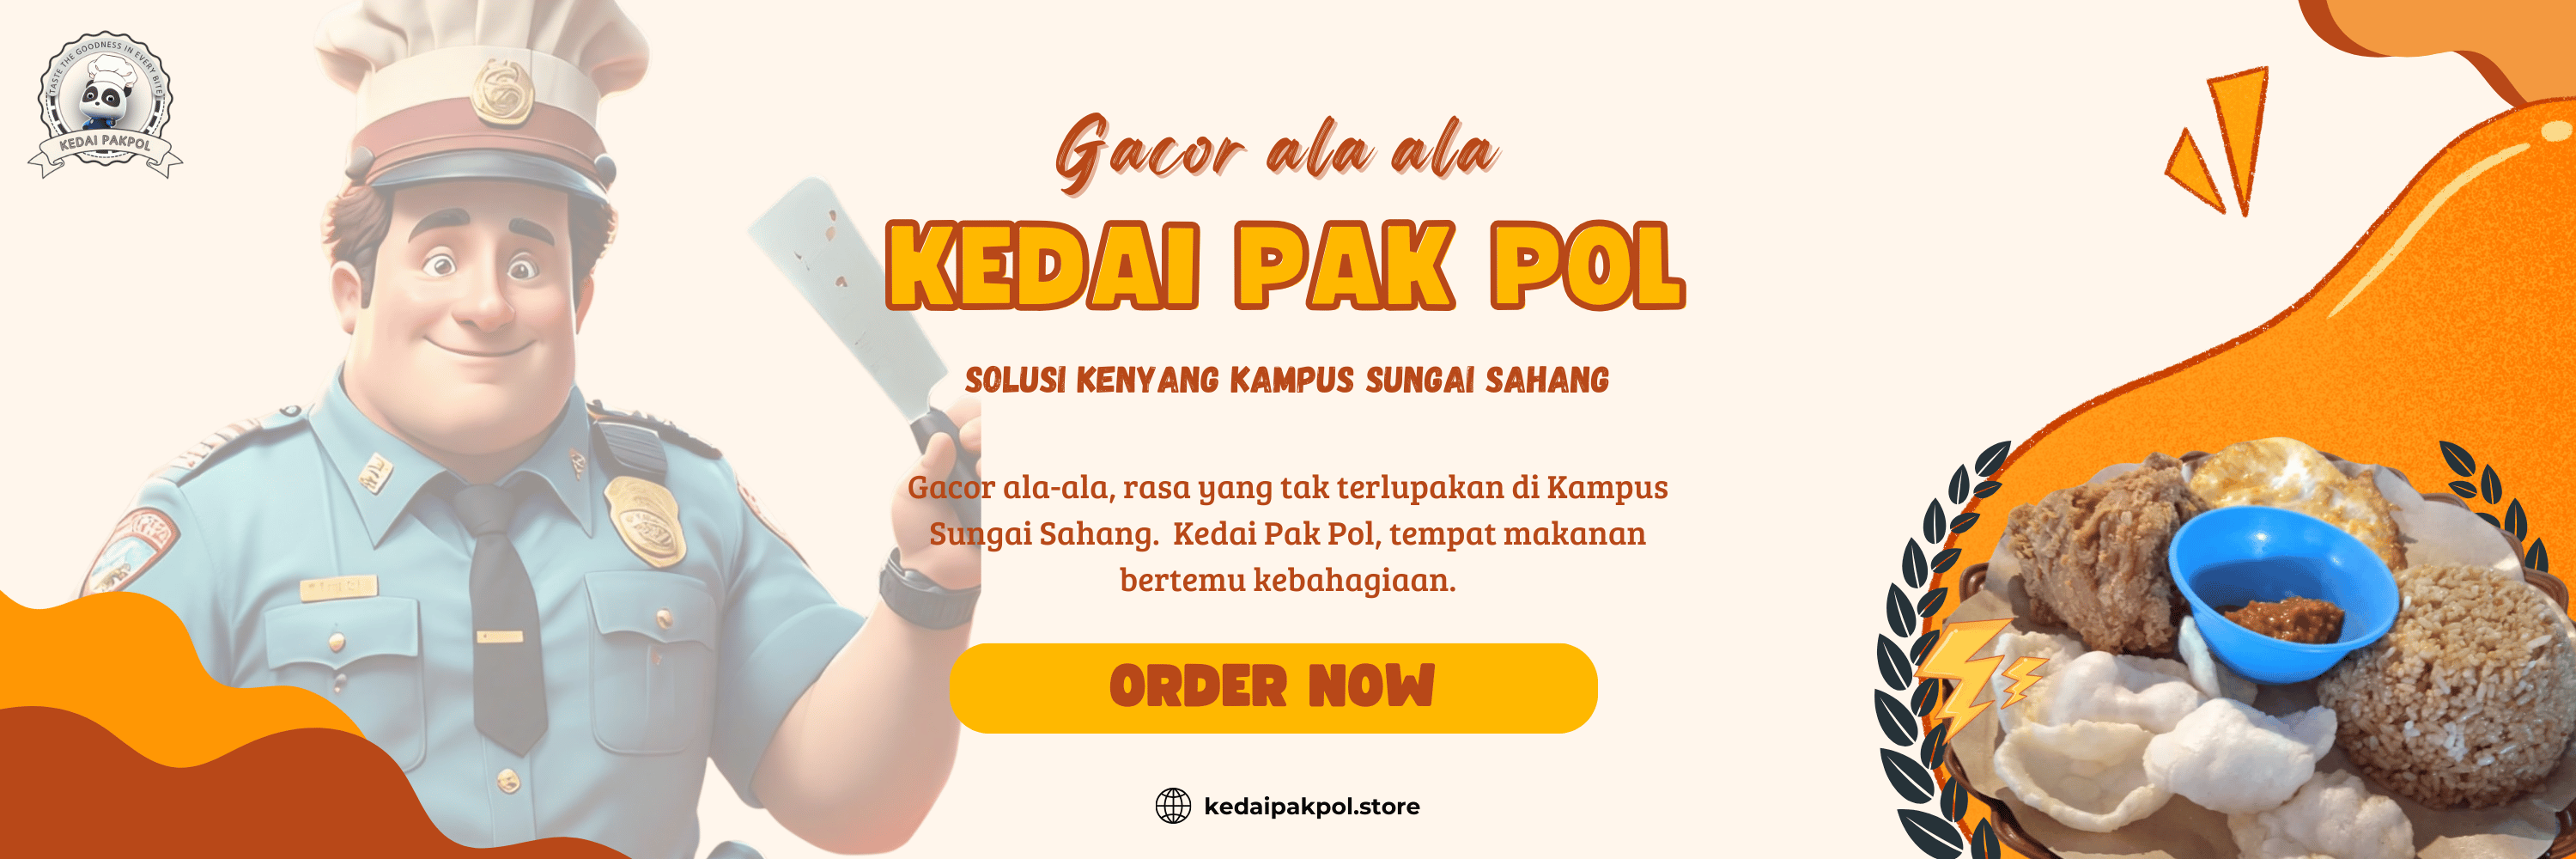 TASTE THE GOODNESS IN EVERY BITE
KEDAI PAKPOL
Gacor ala ala
KEDAI PAK POL
SOLUSI KENYANG KAMPUS SUNGAI SAHANG
Gacor ala-ala, rasa yang tak terlupakan di Kampus
Sungai Sahang. Kedai Pak Pol, tempat makanan
bertemu kebahagiaan.
ORDER NOW
kedaipakpol.store